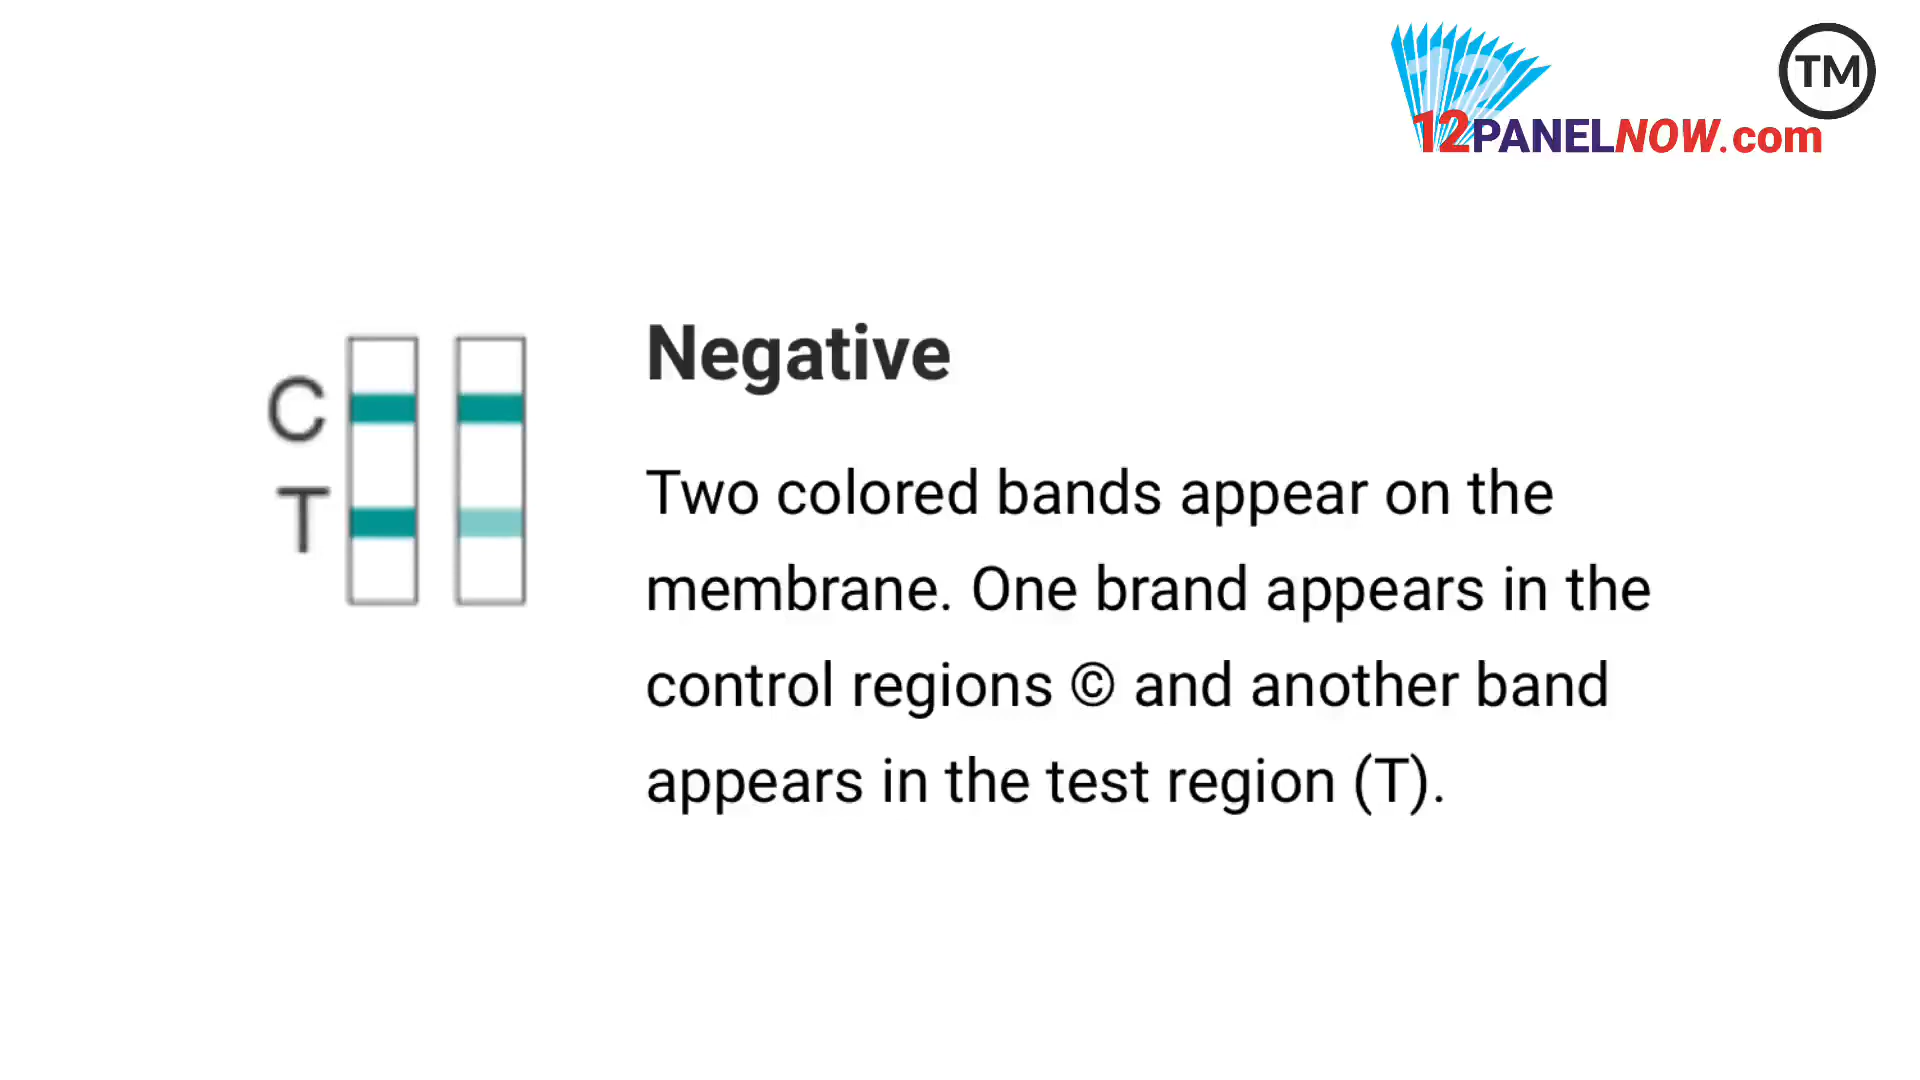 12
TM
12PANELNOW.com
C
T
Negative
Two colored bands appear on the
membrane. One brand appears in the
control regions © and another band
appears in the test region (T).